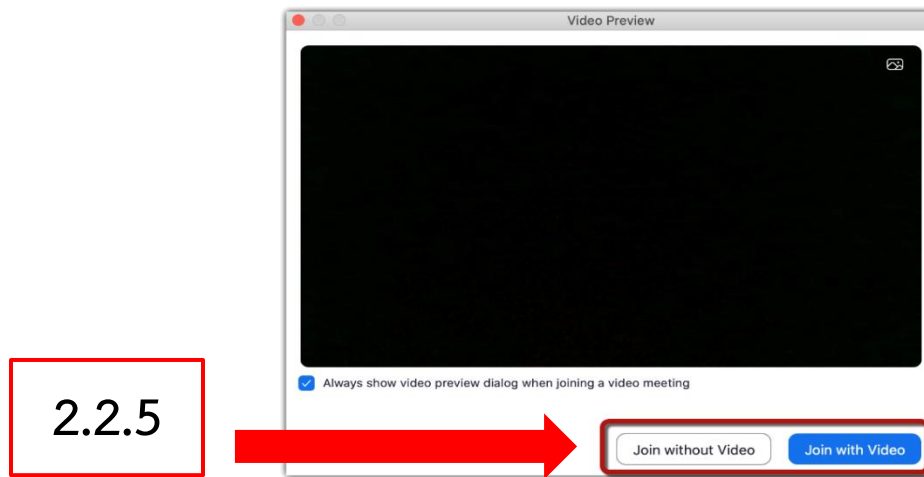 Video Preview
Always show video preview dialog when joining a video meeting
2.2.5
Join without Video
Join with Video